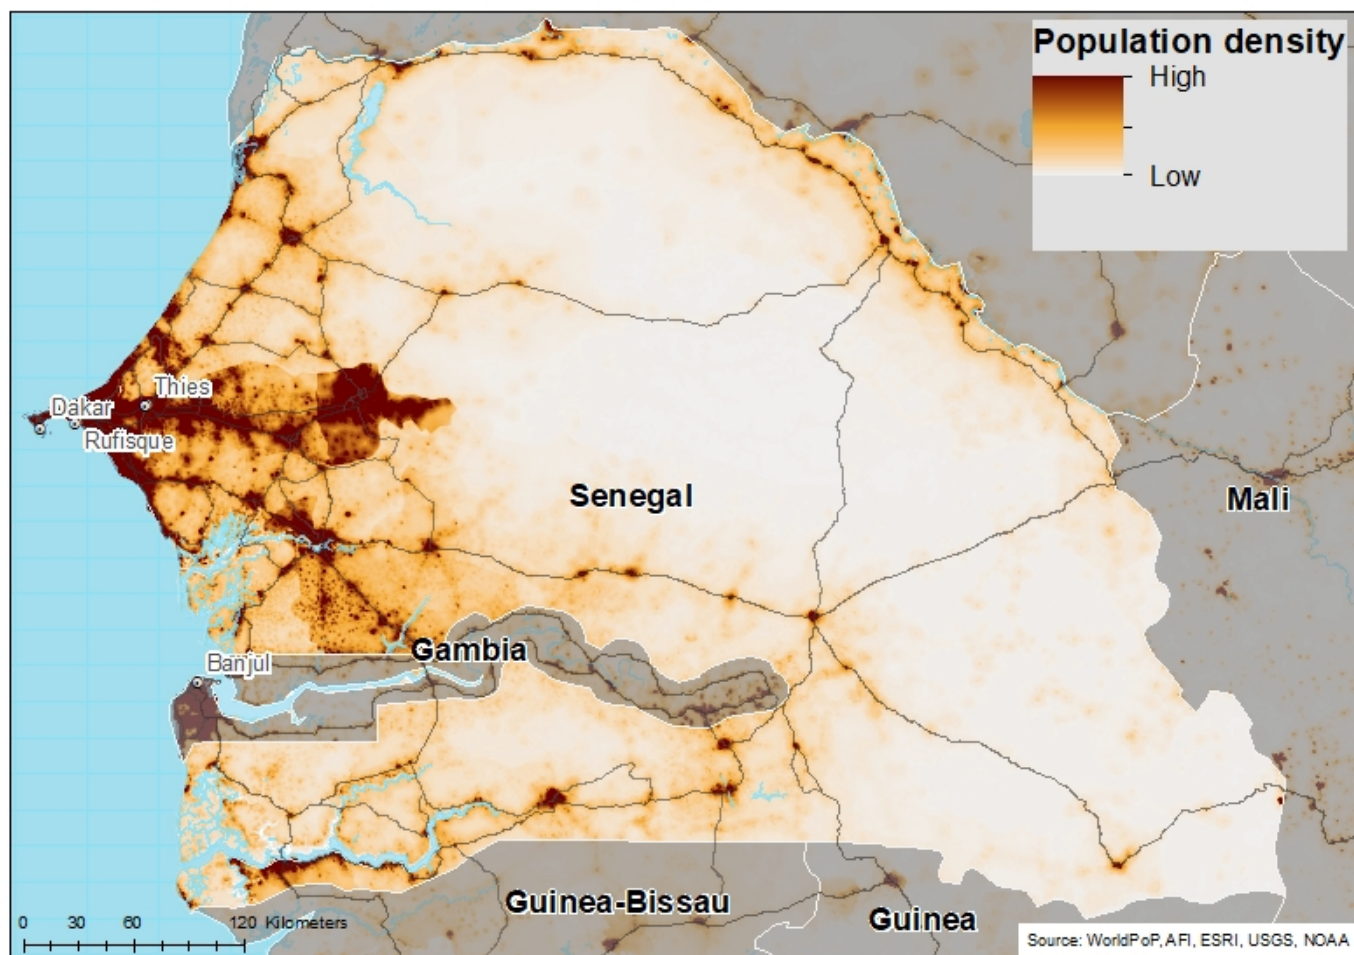 Population density
High
Low
Thies
Dakar
Rufisque
Senegal
Mali
Gambia
Banjul
Guinea-Bissau
Guinea
0 30 60 120 Kilometers
Source: WorldPoP, AFI, ESRI, USGS, NOAA